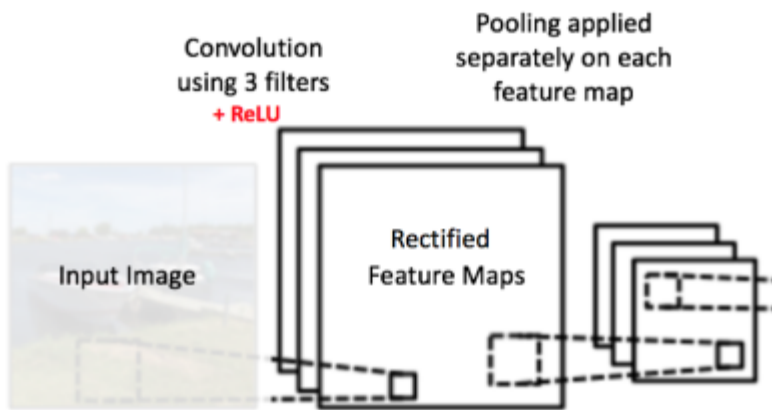 Convolution
using 3 filters
+ ReLU
Pooling applied
separately on each
feature map
Input Image
Rectified
Feature Maps